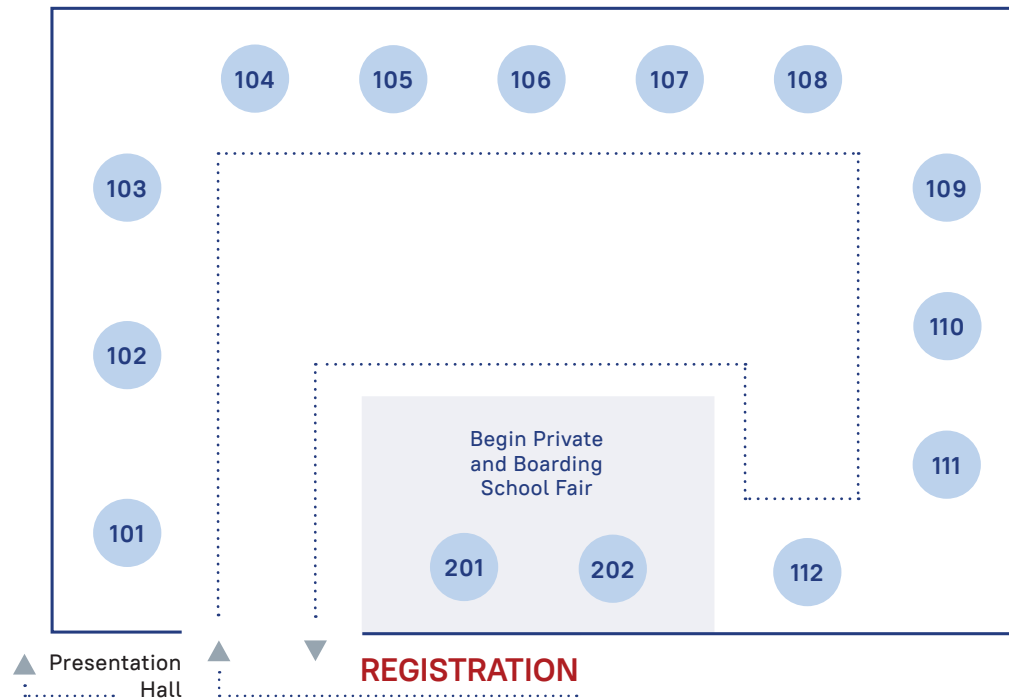 104
105
106
107
108
103
109
102
110
Begin Private
and Boarding
School Fair
111
101
201
202
112
Presentation
Hall
REGISTRATION